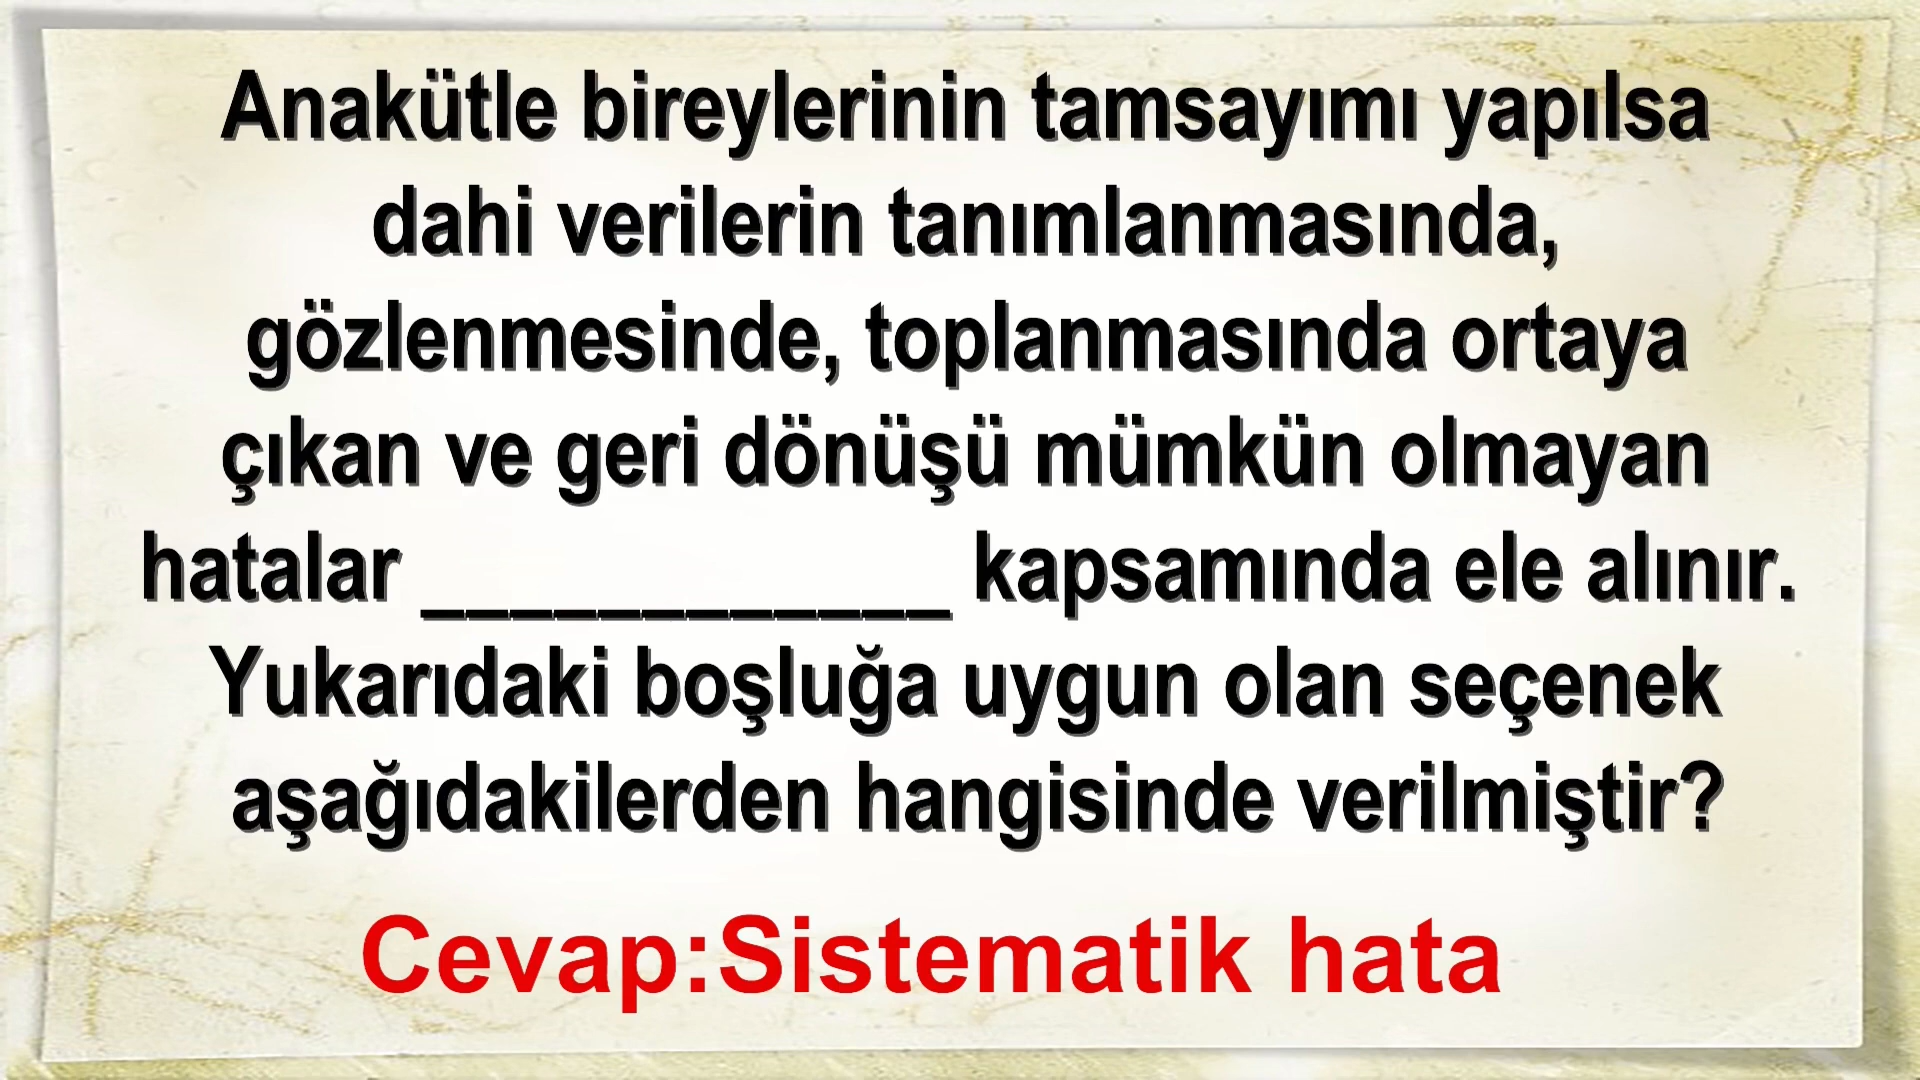 Anakütle bireylerinin tamsayımı yapılsa
dahi verilerin tanımlanmasında,
gözlenmesinde, toplanmasında ortaya
çıkan ve geri dönüşü mümkün olmayan
hatalar ____________ kapsamında ele alınır.
Yukarıdaki boşluğa uygun olan seçenek
aşağıdakilerden hangisinde verilmiştir?
Cevap:Sistematik hata